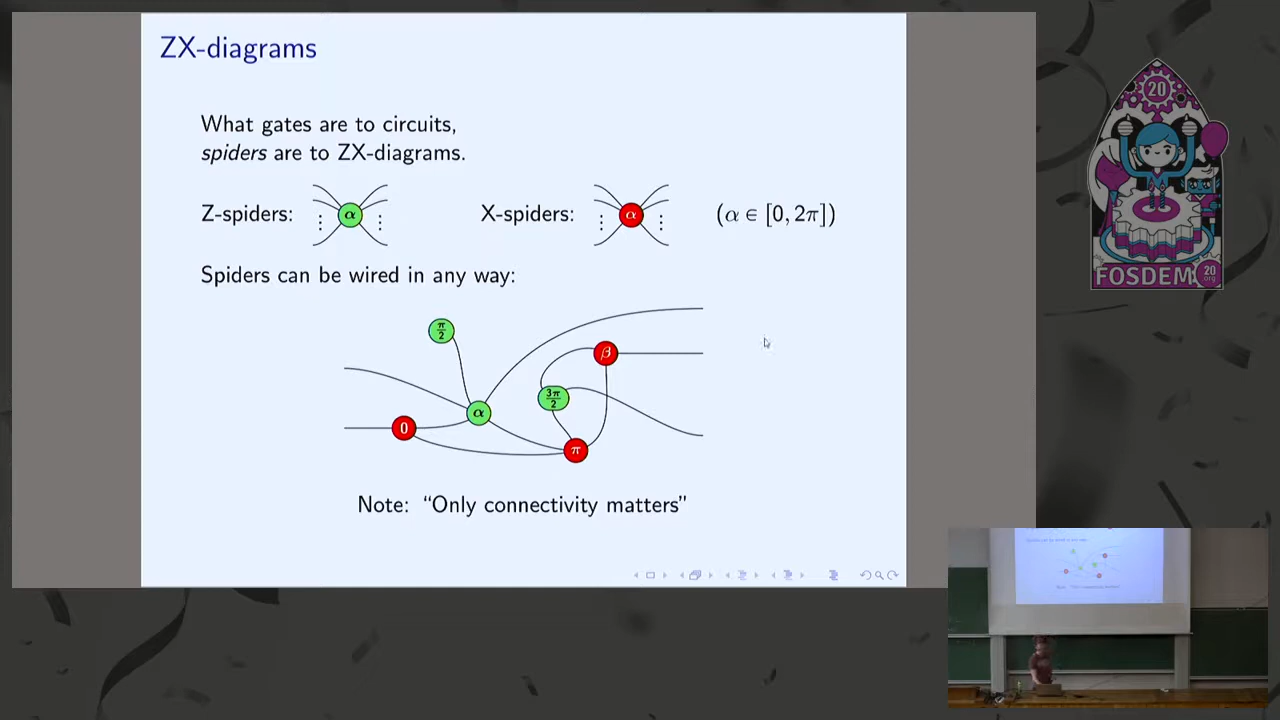 ZX-diagrams
What gates are to circuits,
spiders are to ZX-diagrams.
Z-spiders:
α
X-spiders:
α
(α ∈ [0, 2π])
Spiders can be wired in any way:
π/2
β
3π/2
α
0
π
Note: “Only connectivity matters”
20
FOSDEM
20
.org